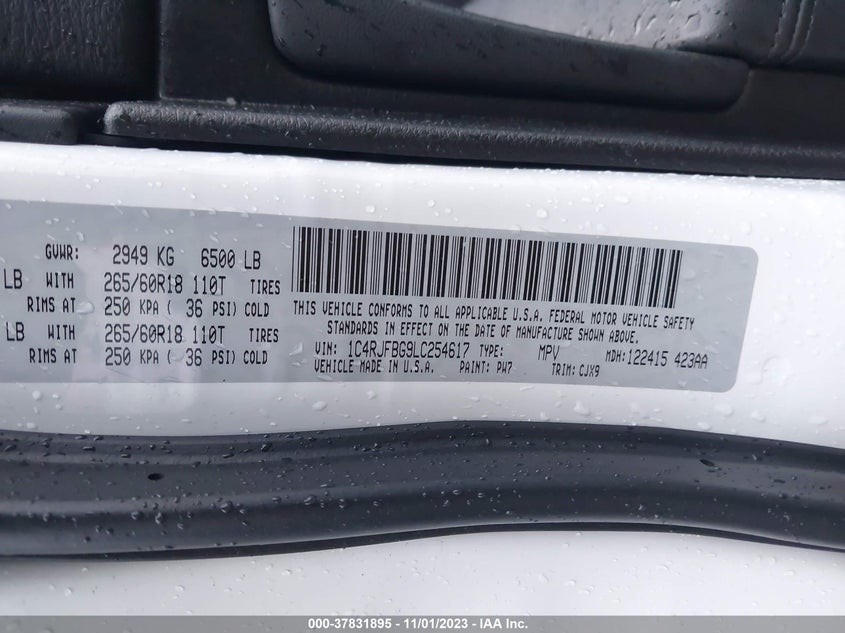 GVWR: 2949 KG 6500 LB
LB WITH 265/60R18 110T TIRES
RIMS AT 250 KPA ( 36 PSI) COLD
LB WITH 265/60R18 110T TIRES
RIMS AT 250 KPA ( 36 PSI) COLD
THIS VEHICLE CONFORMS TO ALL APPLICABLE U.S.A. FEDERAL MOTOR VEHICLE SAFETY
STANDARDS IN EFFECT ON THE DATE OF MANUFACTURE SHOWN ABOVE.
VIN: 1C4RJFBG9LC254617 TYPE: MPV MDH:122415 423AA
VEHICLE MADE IN U.S.A. PAINT: PW7 TRIM: CJX9
000-37831895 - 11/01/2023 - IAA Inc.